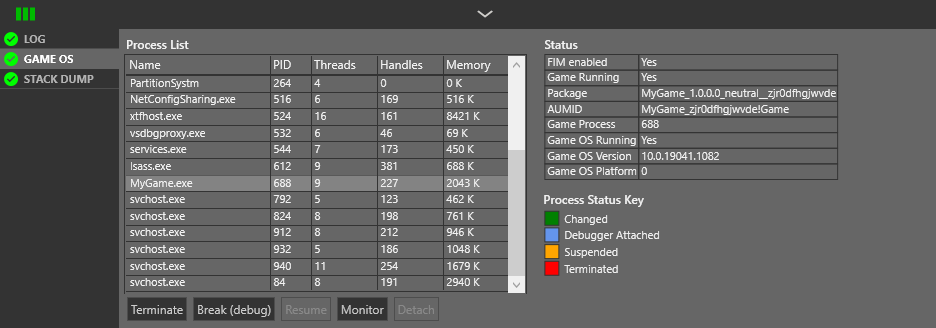 LOG
GAME OS
STACK DUMP
Process List
Name PID Threads Handles Memory
PartitionSystm 264 4 0 0 K
NetConfigSharing.exe 516 6 169 516 K
xtfhost.exe 524 16 161 8421 K
vsdbgproxy.exe 532 6 46 69 K
services.exe 544 7 173 450 K
lsass.exe 612 9 381 688 K
MyGame.exe 688 9 227 2043 K
svchost.exe 792 5 123 462 K
svchost.exe 824 8 198 761 K
svchost.exe 912 8 212 946 K
svchost.exe 932 5 186 1048 K
svchost.exe 940 11 254 1679 K
svchost.exe 84 8 191 2940 K
Terminate Break (debug) Resume Monitor Detach
Status
FIM enabled Yes
Game Running Yes
Package MyGame_1.0.0.0_neutral__zjr0dfhgjwvde
AUMID MyGame_zjr0dfhgjwvde!Game
Game Process 688
Game OS Running Yes
Game OS Version 10.0.19041.1082
Game OS Platform 0
Process Status Key
Changed
Debugger Attached
Suspended
Terminated